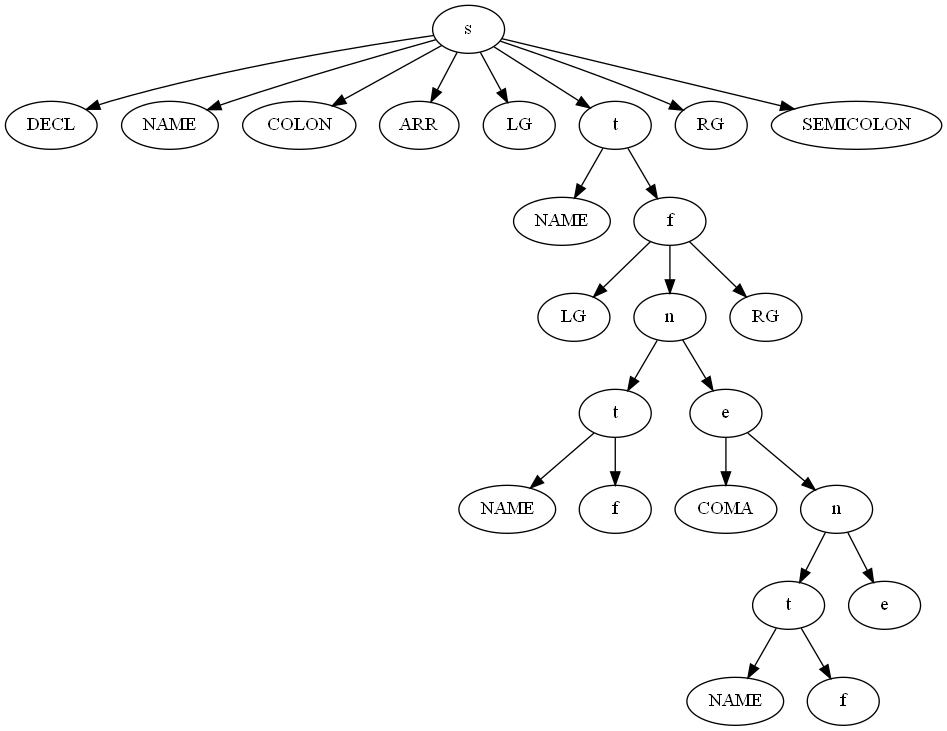 s
DECL NAME COLON ARR LG t RG SEMICOLON
NAME f
LG n RG
t e
NAME f COMA n
t e
NAME f